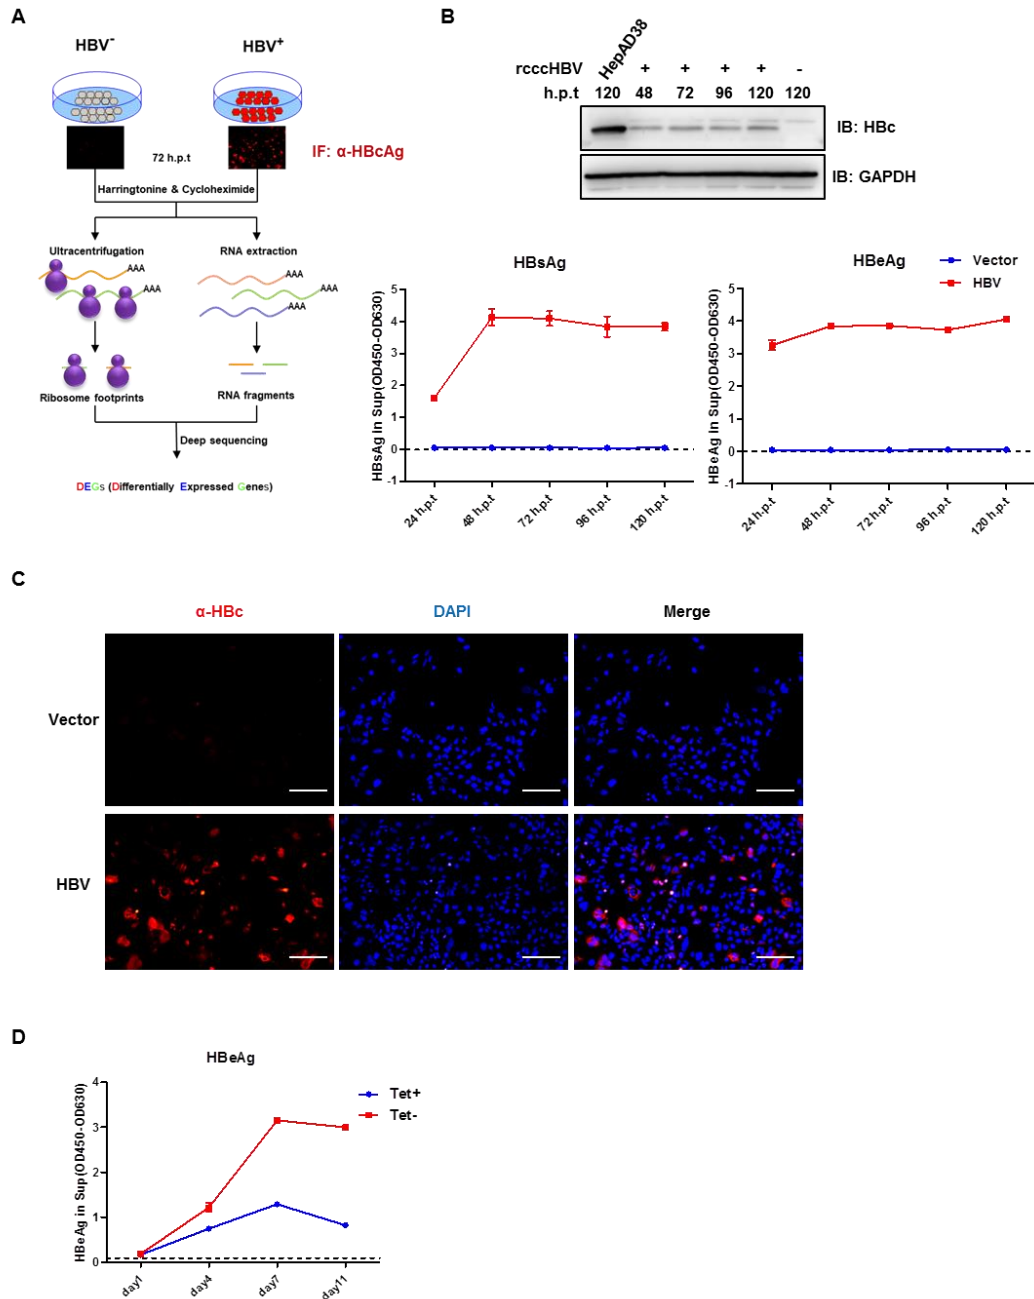 A
HBV-
HBV+
72 h.p.t
IF: α-HBcAg
Harringtonine & Cycloheximide
Ultracentrifugation
RNA extraction
AAA
AAA
AAA
AAA
AAA
Ribosome footprints
RNA fragments
Deep sequencing
DEGs (Differentially Expressed Genes)
B
HepAD38
rcccHBV + + + + -
h.p.t 120 48 72 96 120 120
IB: HBc
IB: GAPDH
HBsAg
HBsAg in Sup(OD450-OD630)
5
4
3
2
1
0
-1
24 h.p.t
48 h.p.t
72 h.p.t
96 h.p.t
120 h.p.t
HBeAg
Vector
HBV
HBeAg in Sup(OD450-OD630)
5
4
3
2
1
0
-1
24 h.p.t
48 h.p.t
72 h.p.t
96 h.p.t
120 h.p.t
C
α-HBc
DAPI
Merge
Vector
HBV
D
HBeAg
Tet+
Tet-
HBeAg in Sup(OD450-OD630)
4
3
2
1
0
day1
day4
day7
day11